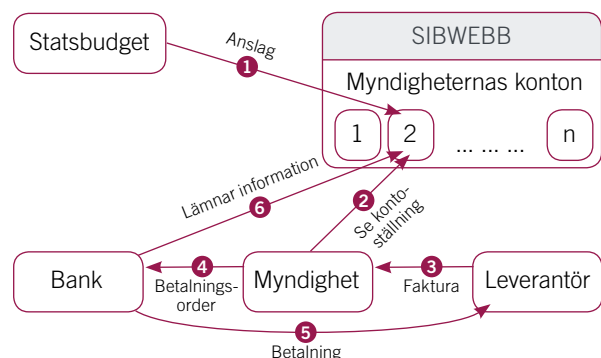 Statsbudget
Anslag
1
SIBWEBB
Myndigheternas konton
1 2 ... ... ... n
Lämnar information
6
2
Se konto-
ställning
Bank
4
Betalnings-
order
Myndighet
3
Faktura
Leverantör
5
Betalning